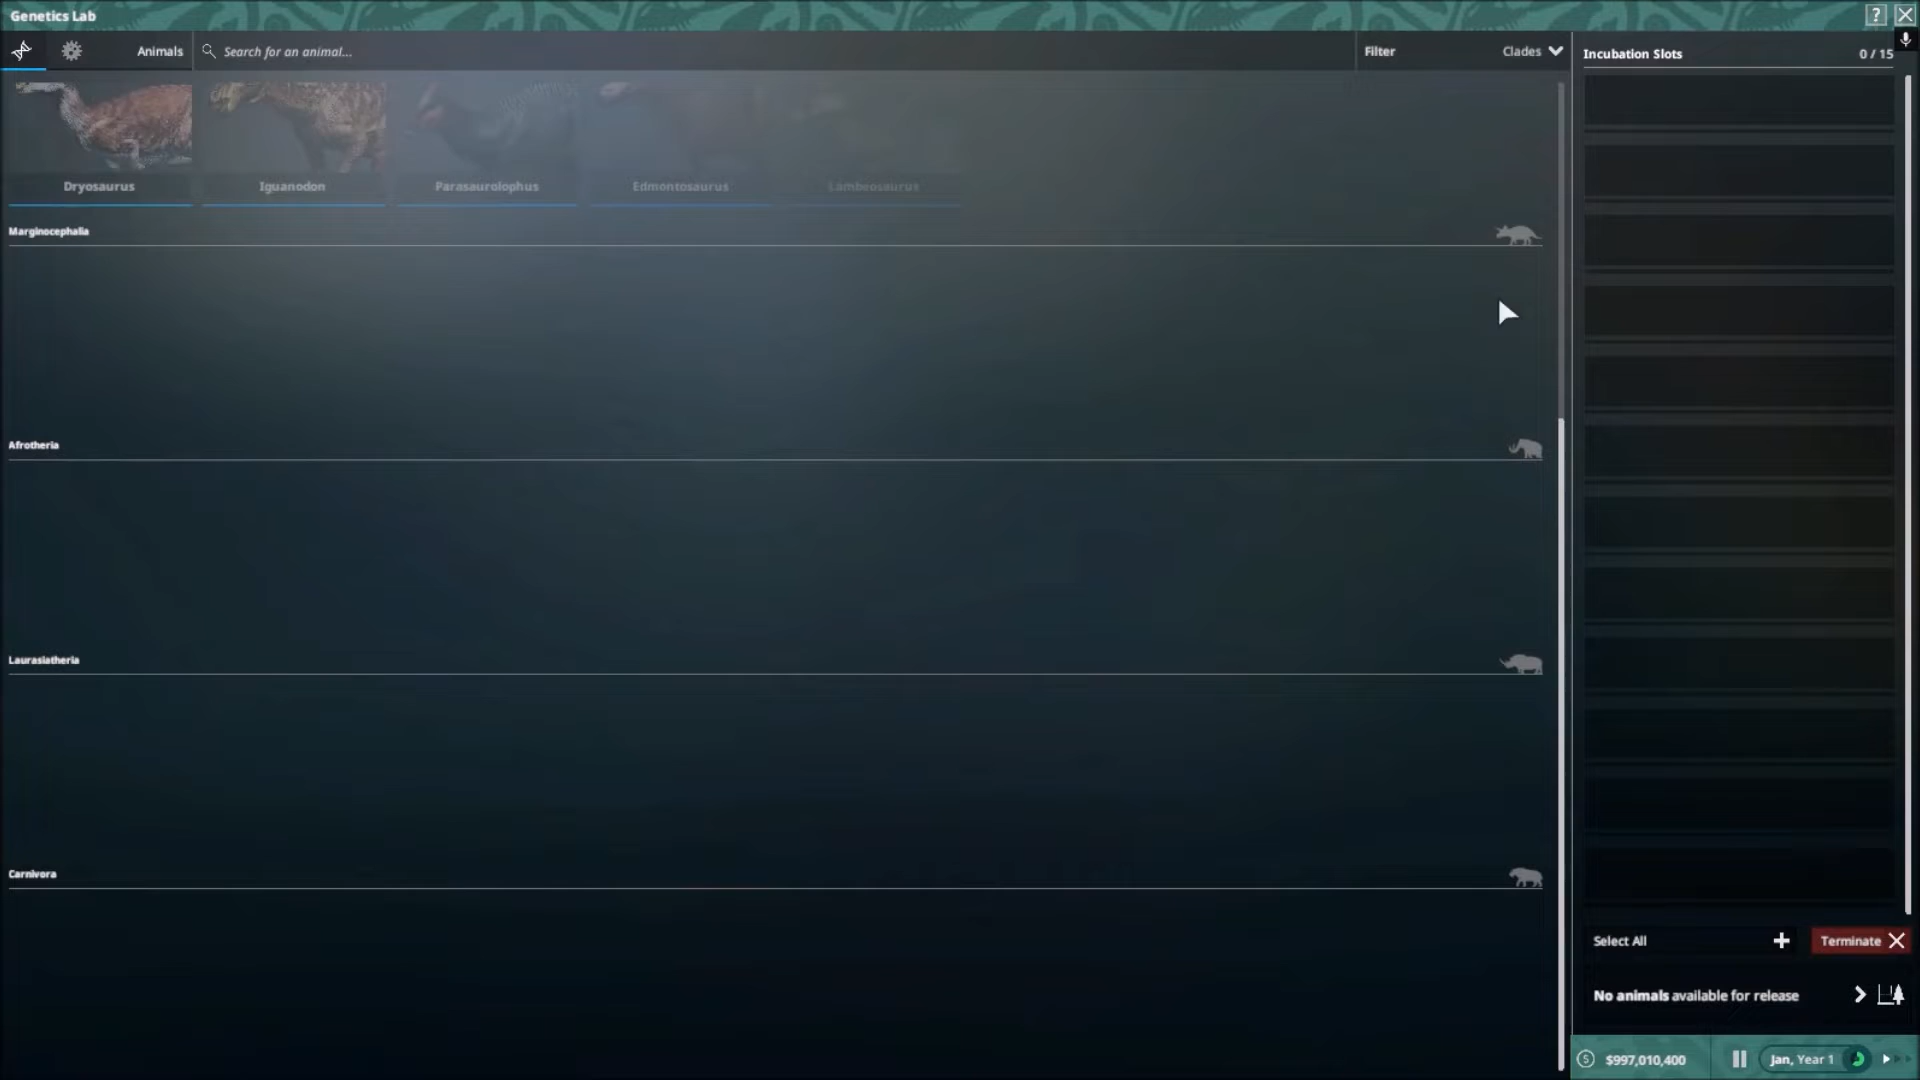 Genetics Lab
?
Animals
Search for an animal...
Filter
Clades
Incubation Slots
0 / 15
Dryosaurus
Iguanodon
Parasaurolophus
Edmontosaurus
Lambeosaurus
Marginocephalia
Afrotheria
Laurasiatheria
Carnivora
Select All
Terminate
No animals available for release
$997,010,400
Jan, Year 1